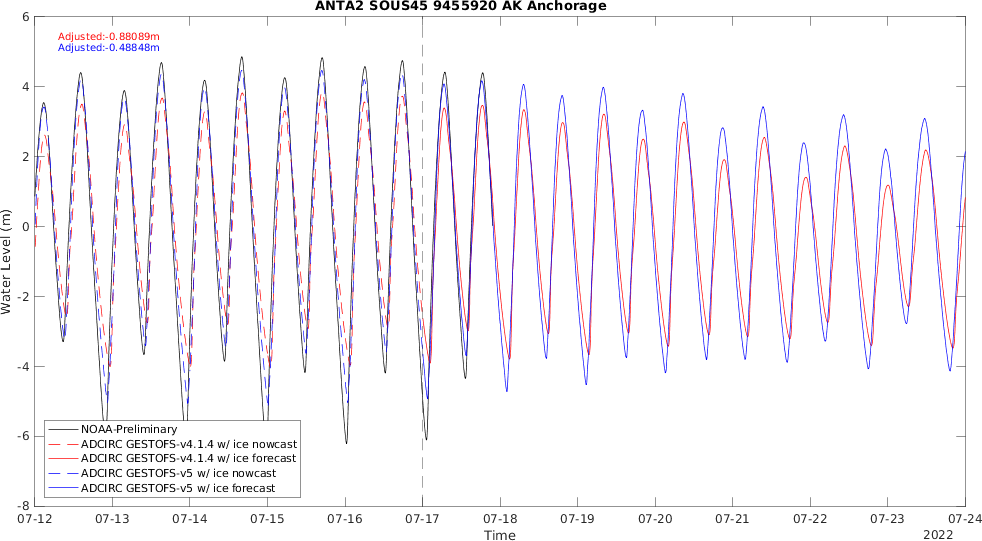 ANTA2 SOUS45 9455920 AK Anchorage
Adjusted:-0.88089m
Adjusted:-0.48848m
Water Level (m)
6
4
2
0
-2
-4
-6
-8
NOAA-Preliminary
ADCIRC GESTOFS-v4.1.4 w/ ice nowcast
ADCIRC GESTOFS-v4.1.4 w/ ice forecast
ADCIRC GESTOFS-v5 w/ ice nowcast
ADCIRC GESTOFS-v5 w/ ice forecast
07-12 07-13 07-14 07-15 07-16 07-17 07-18 07-19 07-20 07-21 07-22 07-23 07-24
Time
2022